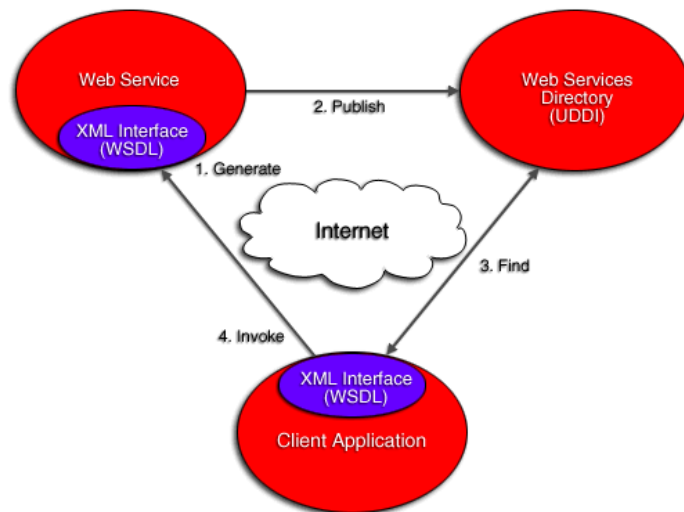 Web Service
XML Interface
(WSDL)
1. Generate
2. Publish
Web Services
Directory
(UDDI)
Internet
3. Find
4. Invoke
XML Interface
(WSDL)
Client Application